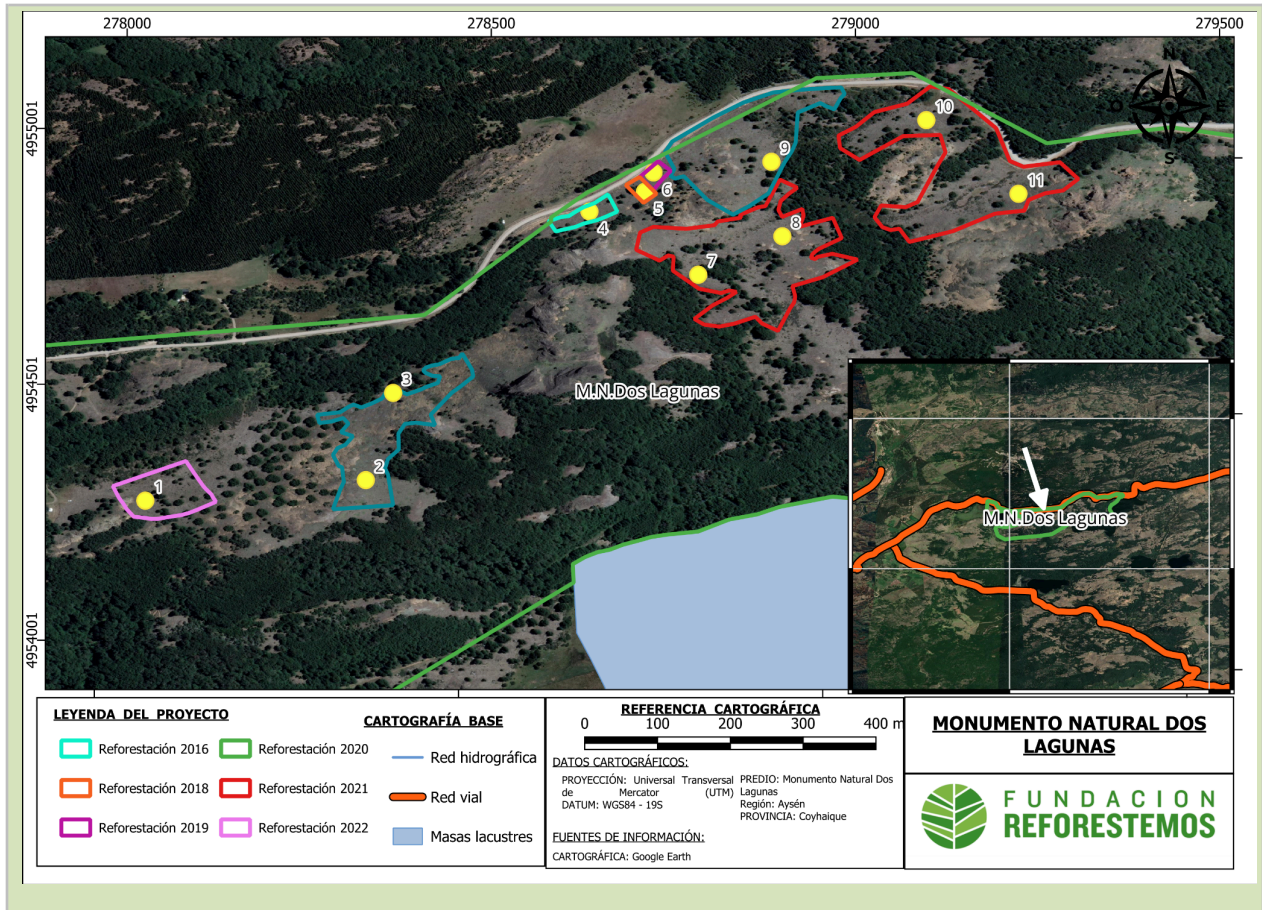 278000
278500
279000
279500
4955001
4954501
4954001
N
O
E
S
10
9
11
6
5
4
8
7
3
2
1
M.N.Dos Lagunas
M.N.Dos Lagunas
LEYENDA DEL PROYECTO
Reforestación 2016
Reforestación 2020
Reforestación 2018
Reforestación 2021
Reforestación 2019
Reforestación 2022
CARTOGRAFÍA BASE
Red hidrográfica
Red vial
Masas lacustres
REFERENCIA CARTOGRÁFICA
0 100 200 300 400 m
DATOS CARTOGRÁFICOS:
PROYECCIÓN: Universal Transversal
de Mercator (UTM)
DATUM: WGS84 - 19S
PREDIO: Monumento Natural Dos
Lagunas
Región: Aysén
PROVINCIA: Coyhaique
FUENTES DE INFORMACIÓN:
CARTOGRÁFICA: Google Earth
MONUMENTO NATURAL DOS
LAGUNAS
FUNDACION
REFORESTEMOS